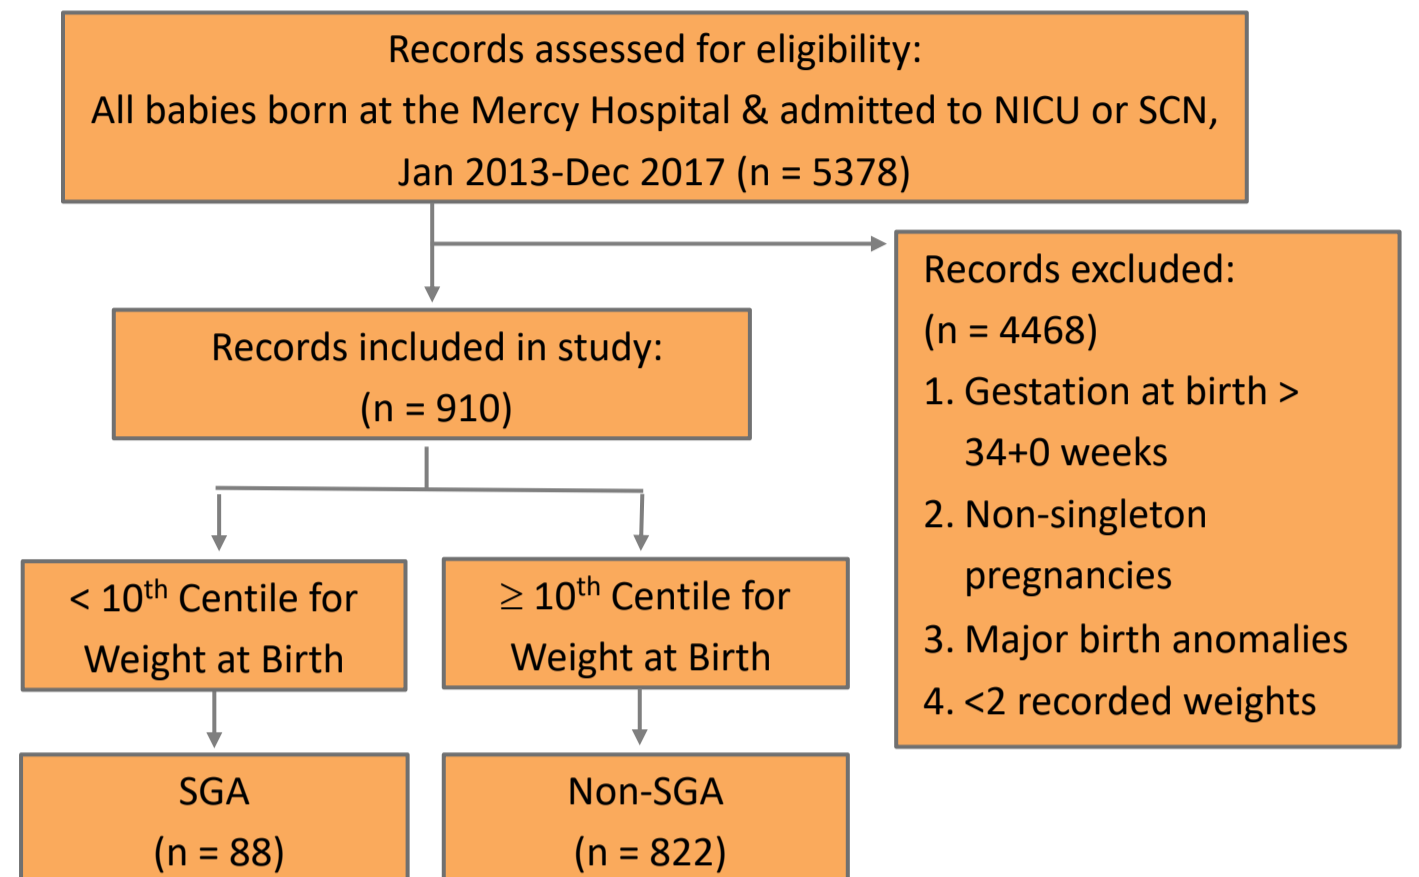 Records assessed for eligibility:
All babies born at the Mercy Hospital & admitted to NICU or SCN,
Jan 2013-Dec 2017 (n = 5378)
Records excluded:
(n = 4468)
1. Gestation at birth >
34+0 weeks
2. Non-singleton
pregnancies
3. Major birth anomalies
4. <2 recorded weights
Records included in study:
(n = 910)
< 10th Centile for
Weight at Birth
≥ 10th Centile for
Weight at Birth
SGA
(n = 88)
Non-SGA
(n = 822)